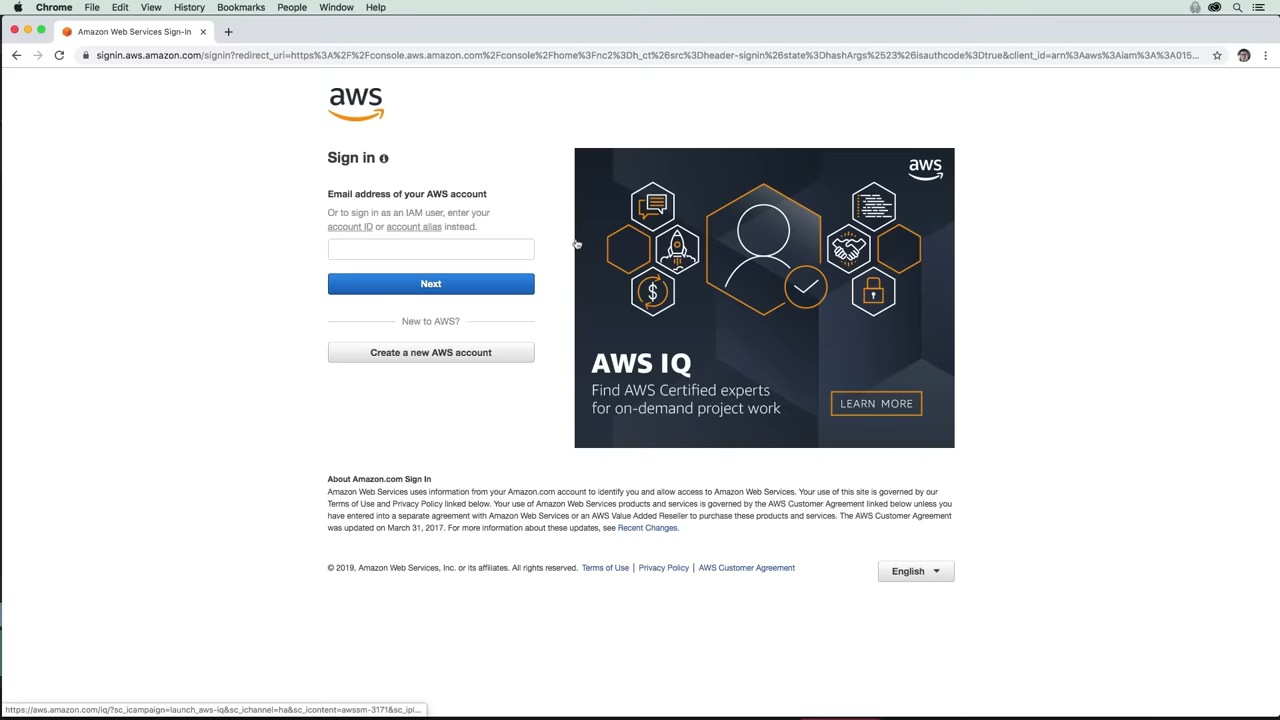 Chrome File Edit View History Bookmarks People Window Help
Amazon Web Services Sign-In
signin.aws.amazon.com/signin?redirect_uri=https%3A%2F%2Fconsole.aws.amazon.com%2Fconsole%2Fhome%3Fnc2%3Dh_ct%26src%3Dheader-signin%26state%3DhashArgs%2523%26isauthcode%3Dtrue&client_id=arn%3Aaws%3Aiam%3A%3A015...
aws
Sign in
aws
Email address of your AWS account
Or to sign in as an IAM user, enter your
account ID or account alias instead.
Next
New to AWS?
Create a new AWS account
$
AWS IQ
Find AWS Certified experts
for on-demand project work
LEARN MORE
About Amazon.com Sign In
Amazon Web Services uses information from your Amazon.com account to identify you and allow access to Amazon Web Services. Your use of this site is governed by our
Terms of Use and Privacy Policy linked below. Your use of Amazon Web Services products and services is governed by the AWS Customer Agreement linked below unless you
have entered into a separate agreement with Amazon Web Services or an AWS Value Added Reseller to purchase these products and services. The AWS Customer Agreement
was updated on March 31, 2017. For more information about these updates, see Recent Changes.
© 2019, Amazon Web Services, Inc. or its affiliates. All rights reserved. Terms of Use | Privacy Policy | AWS Customer Agreement
English
https://aws.amazon.com/iq/?sc_icampaign=launch_aws-iq&sc_ichannel=ha&sc_icontent=awssm-3171&sc_ipl...